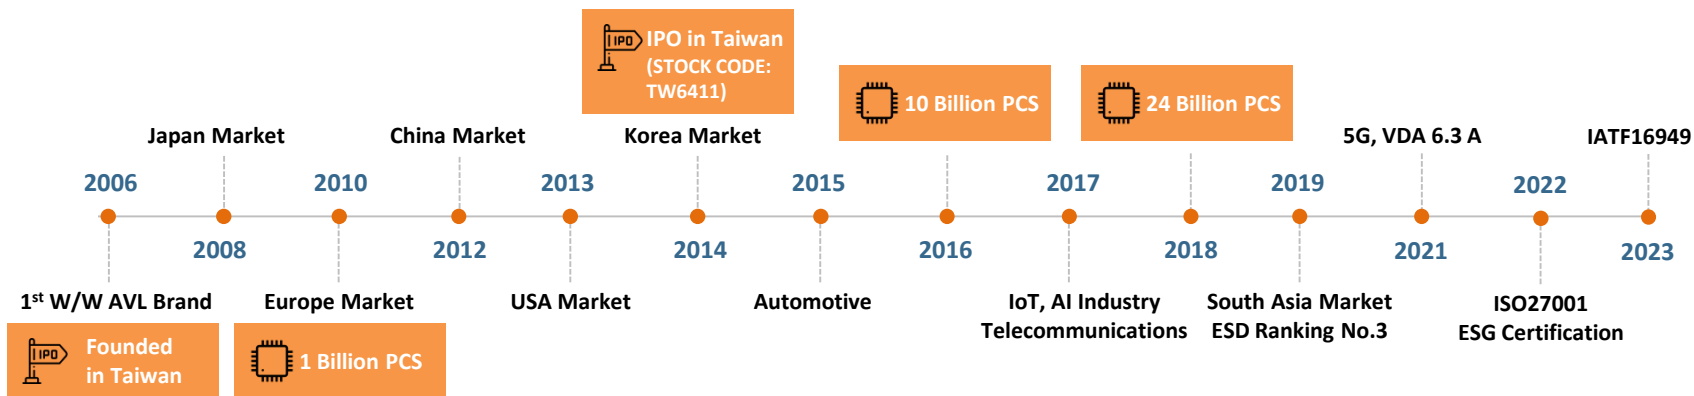 IPO
IPO in Taiwan
(STOCK CODE:
TW6411)
10 Billion PCS
24 Billion PCS
Japan Market
China Market
Korea Market
5G, VDA 6.3 A
IATF16949
2006
2010
2013
2015
2017
2019
2022
2008
2012
2014
2016
2018
2021
2023
1st W/W AVL Brand
Europe Market
USA Market
Automotive
IoT, AI Industry
Telecommunications
South Asia Market
ESD Ranking No.3
ISO27001
ESG Certification
IPO
Founded
in Taiwan
1 Billion PCS